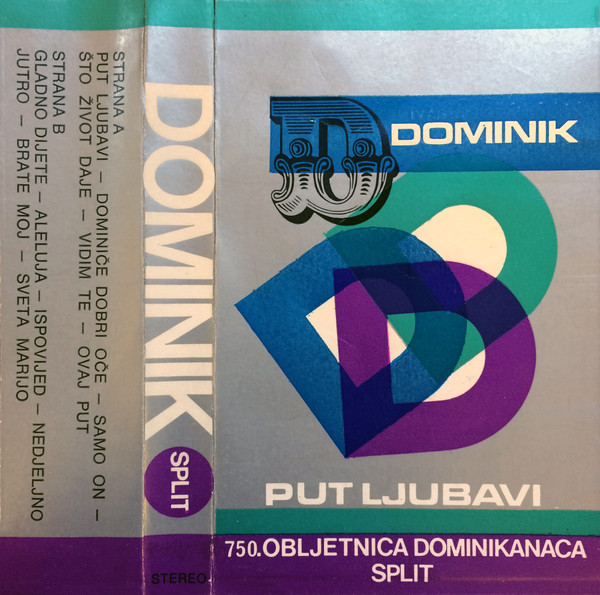 STRANA A
PUT LJUBAVI – DOMINIČE DOBRI OČE – SAMO ON –
ŠTO ŽIVOT DAJE – VIDIM TE – OVAJ PUT
STRANA B
GLADNO DIJETE – ALELUJA – ISPOVIJED – NEDJELJNO
JUTRO – BRATE MOJ – SVETA MARIJO
DOMINIK
SPLIT
STEREO
D DOMINIK
PUT LJUBAVI
750. OBLJETNICA DOMINIKANACA
SPLIT